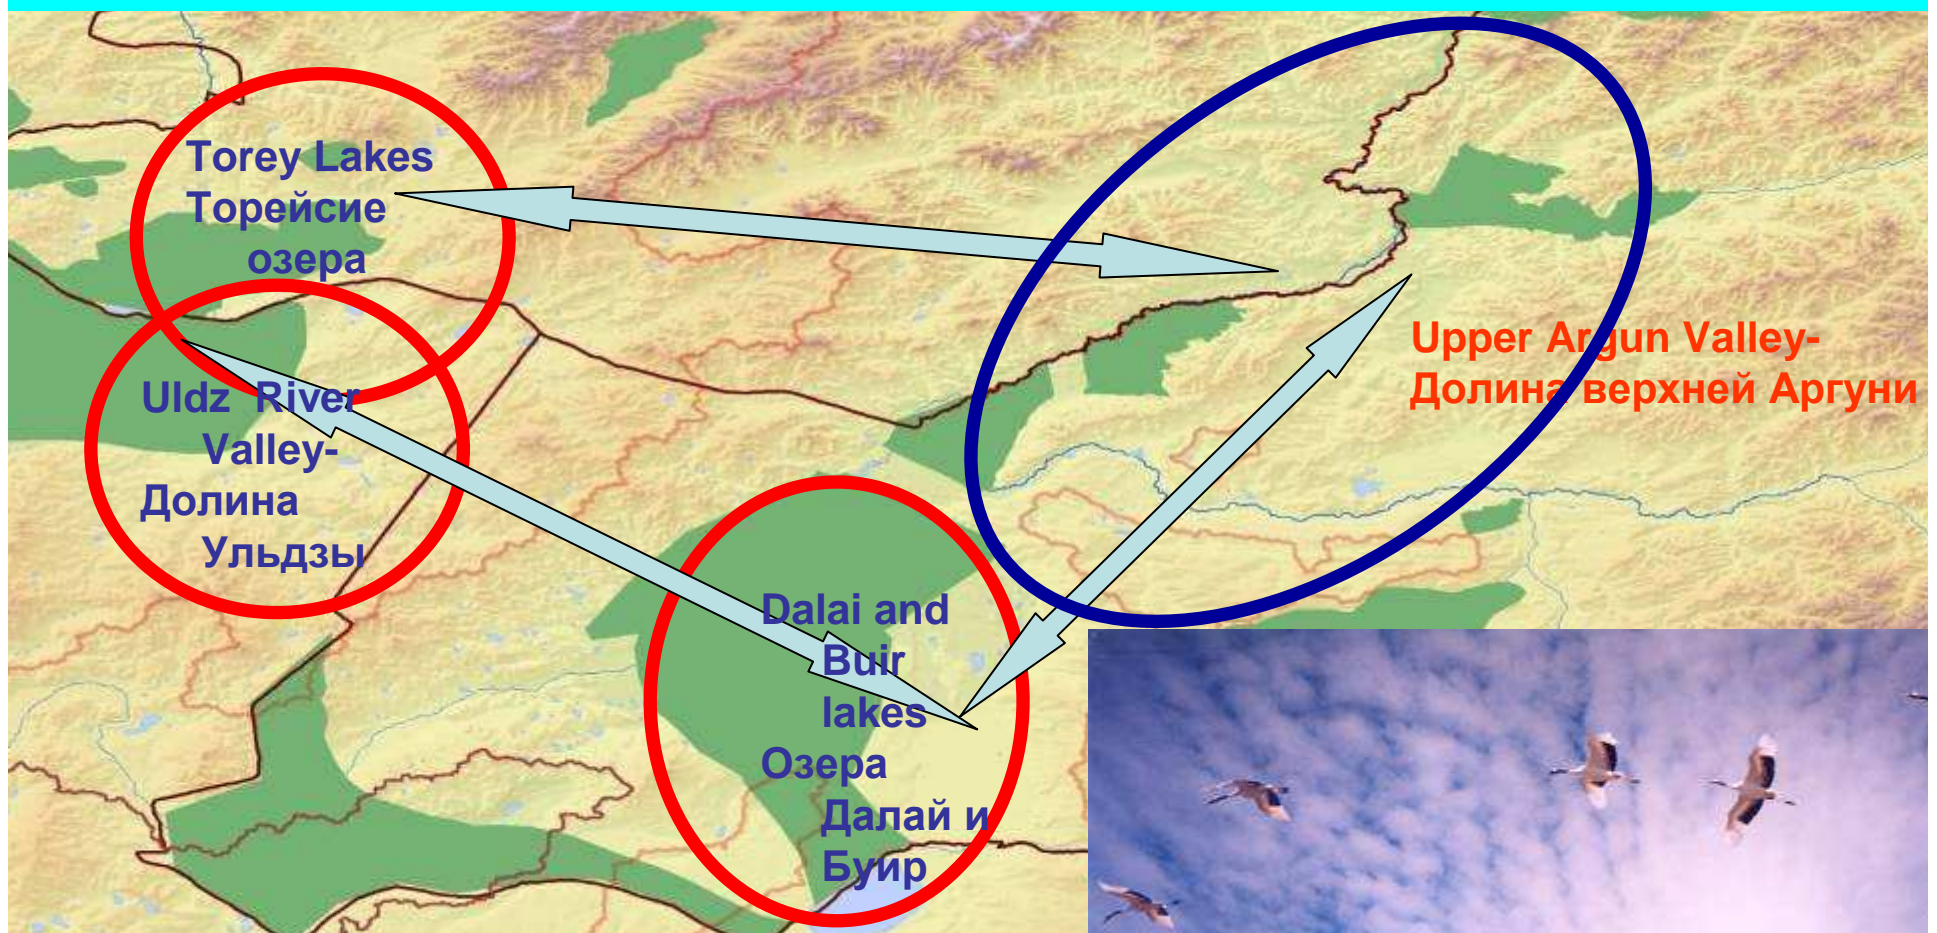 Torey Lakes
Торейсие
озера
Uldz River
Valley-
Долина
Ульдзы
Upper Argun Valley-
Долина верхней Аргуни
Dalai and
Buir
lakes
Озера
Далай и
Буир